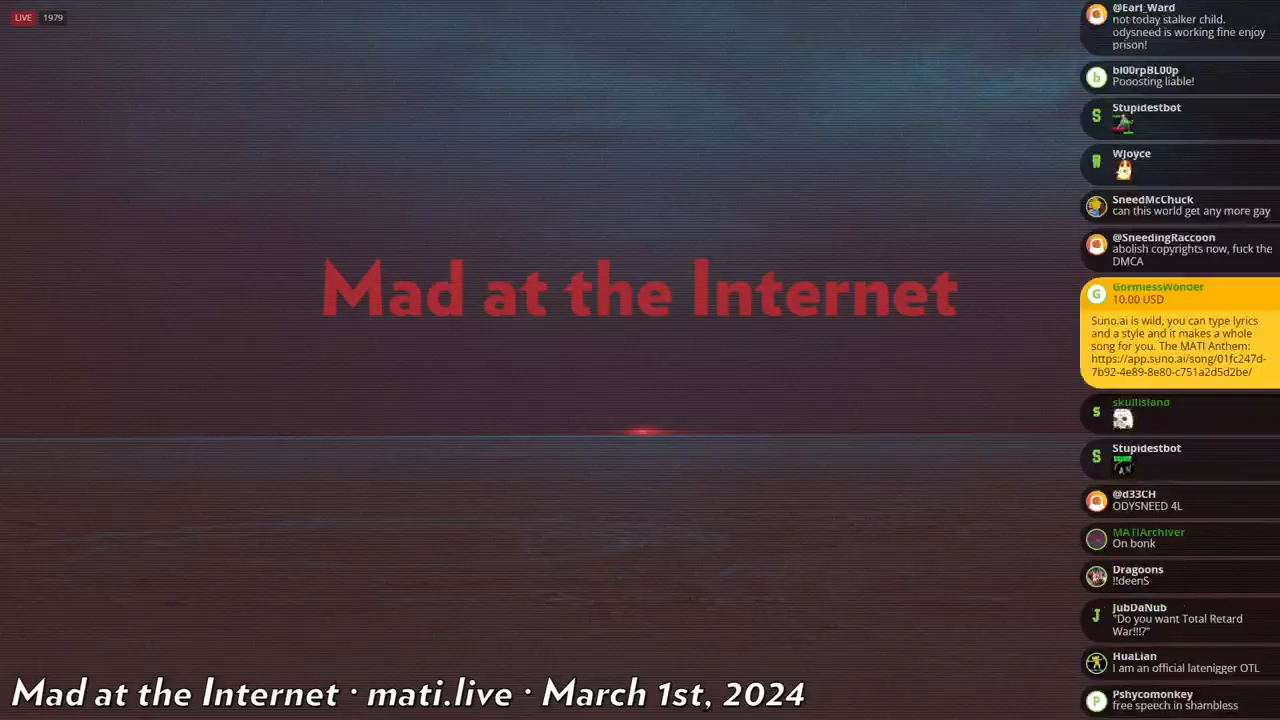 LIVE 1979
Mad at the Internet
Mad at the Internet · mati.live · March 1st, 2024
@Earl_Ward
not today stalker child.
odysneed is working fine enjoy
prison!
bl00rpBL00p
Pooosting liable!
Stupidestbot
WJoyce
SneedMcChuck
can this world get any more gay
@SneedingRaccoon
abolish copyrights now, fuck the
DMCA
GormlessWonder
10.00 USD
Suno.ai is wild, you can type lyrics
and a style and it makes a whole
song for you. The MATI Anthem:
https://app.suno.ai/song/01fc247d-
7b92-4e89-8e80-c751a2d5d2be/
skullisland
Stupidestbot
@d33CH
ODYSNEED 4L
MATIArchiver
On bonk
Dragoons
!!deenS
JubDaNub
"Do you want Total Retard
War!!!?"
HuaLian
I am an official latenigger OTL
Pshycomonkey
free speech in shambless